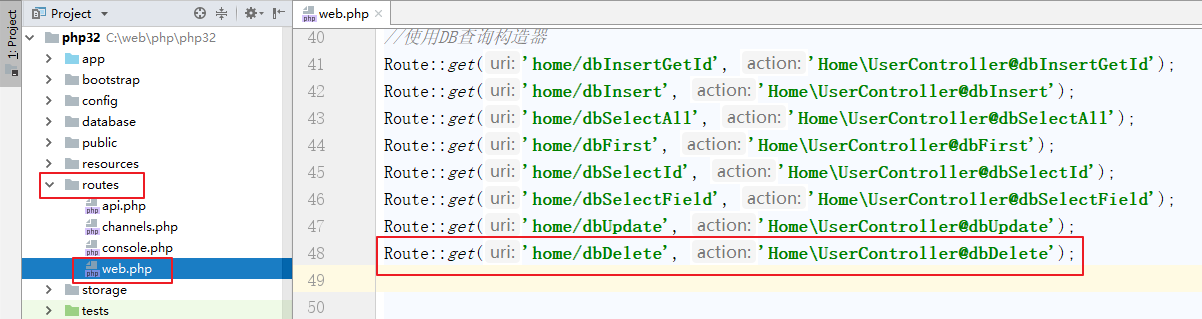 1: Project
Project
php32 C:\web\php\php32
app
bootstrap
config
database
public
resources
routes
php api.php
php channels.php
php console.php
php web.php
storage
tests
php web.php
40 //使用DB查询构造器
41 Route::get( uri: 'home/dbInsertGetId', action: 'Home\UserController@dbInsertGetId');
42 Route::get( uri: 'home/dbInsert', action: 'Home\UserController@dbInsert');
43 Route::get( uri: 'home/dbSelectAll', action: 'Home\UserController@dbSelectAll');
44 Route::get( uri: 'home/dbFirst', action: 'Home\UserController@dbFirst');
45 Route::get( uri: 'home/dbSelectId', action: 'Home\UserController@dbSelectId');
46 Route::get( uri: 'home/dbSelectField', action: 'Home\UserController@dbSelectField');
47 Route::get( uri: 'home/dbUpdate', action: 'Home\UserController@dbUpdate');
48 Route::get( uri: 'home/dbDelete', action: 'Home\UserController@dbDelete');
49
50